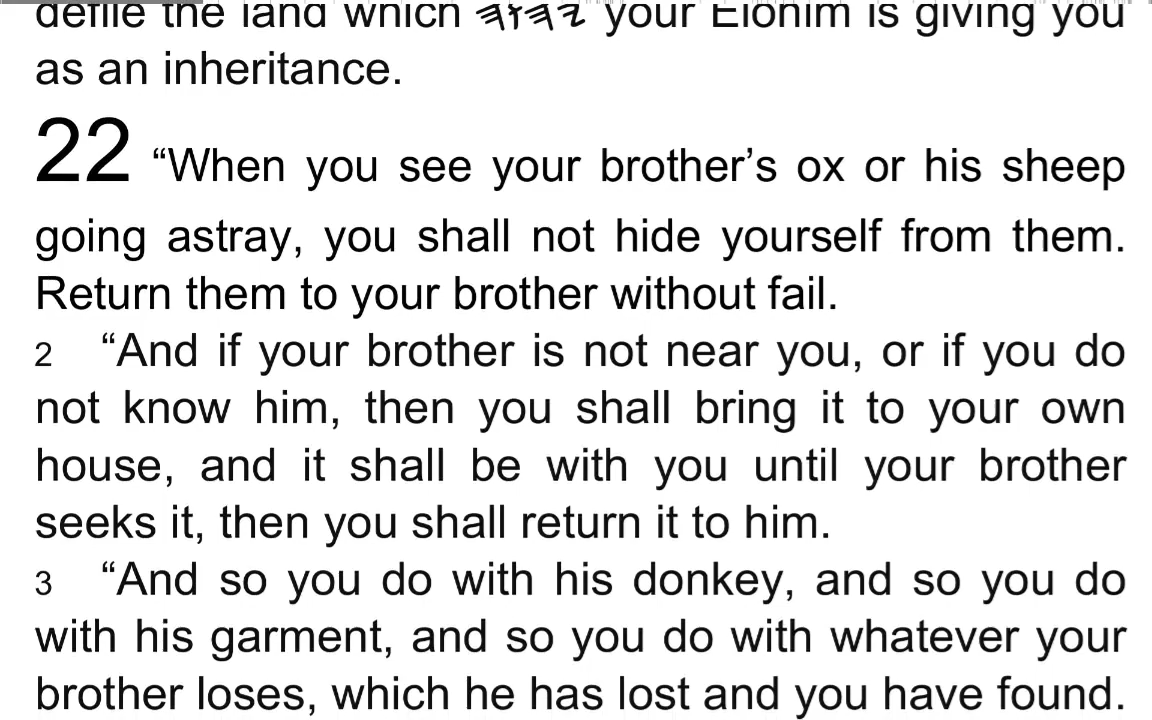 defile the land which 𐤉𐤄𐤅𐤄 your Elohim is giving you
as an inheritance.
22 “When you see your brother’s ox or his sheep
going astray, you shall not hide yourself from them.
Return them to your brother without fail.
2 “And if your brother is not near you, or if you do
not know him, then you shall bring it to your own
house, and it shall be with you until your brother
seeks it, then you shall return it to him.
3 “And so you do with his donkey, and so you do
with his garment, and so you do with whatever your
brother loses, which he has lost and you have found.